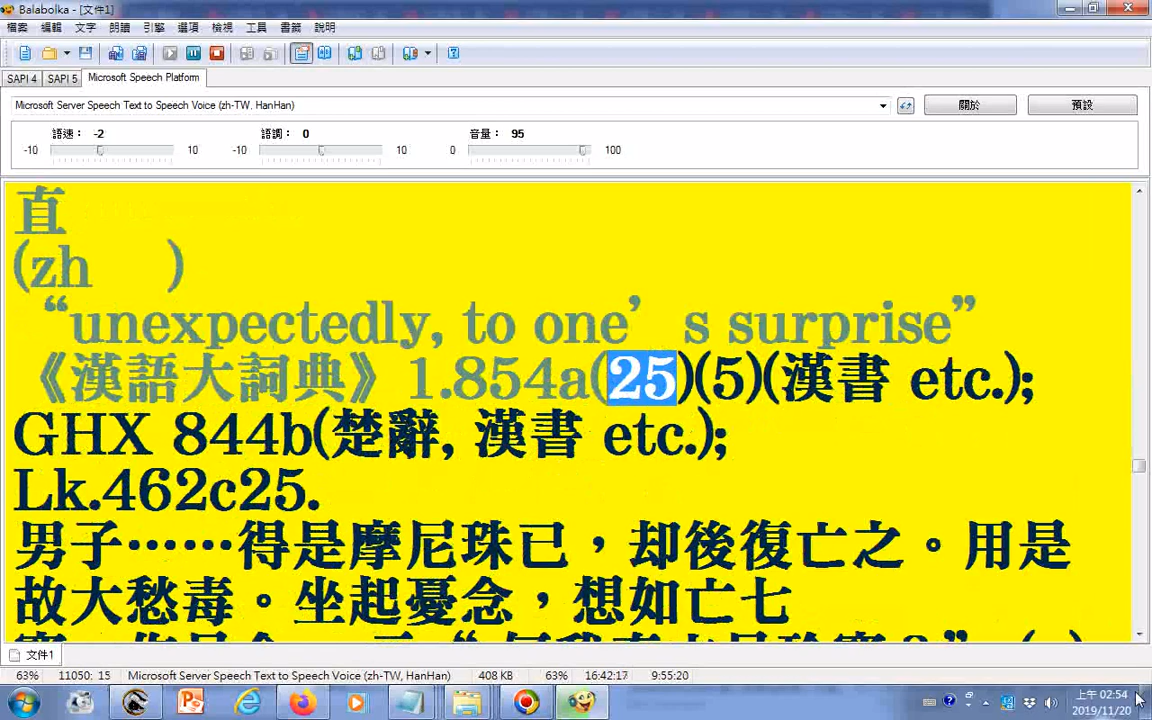 Balabolka - [文件1]
檔案 編輯 文字 朗讀 引擎 選項 檢視 工具 書籤 說明
SAPI 4 SAPI 5 Microsoft Speech Platform
Microsoft Server Speech Text to Speech Voice (zh-TW, HanHan) 關於 預設
語速： -2 語調： 0 音量： 95
-10 10 -10 10 0 100
直
(zh )
“unexpectedly, to one’s surprise”
《漢語大詞典》 1.854a(25)(5)(漢書 etc.);
GHX 844b(楚辭, 漢書 etc.);
Lk.462c25.
男子……得是摩尼珠已，却後復亡之。用是
故大愁毒。坐起憂念，想如亡七
文件1
63% 11050: 15 Microsoft Server Speech Text to Speech Voice (zh-TW, HanHan) 408 KB 63% 16:42:17 9:55:20
上午 02:54
2019/11/20